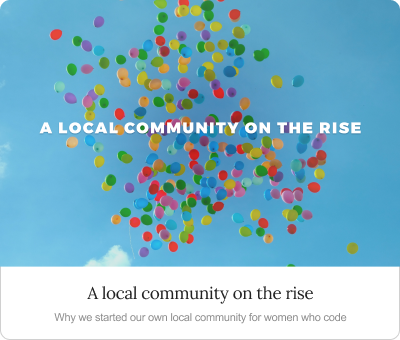 A LOCAL COMMUNITY ON THE RISE
A local community on the rise
Why we started our own local community for women who code